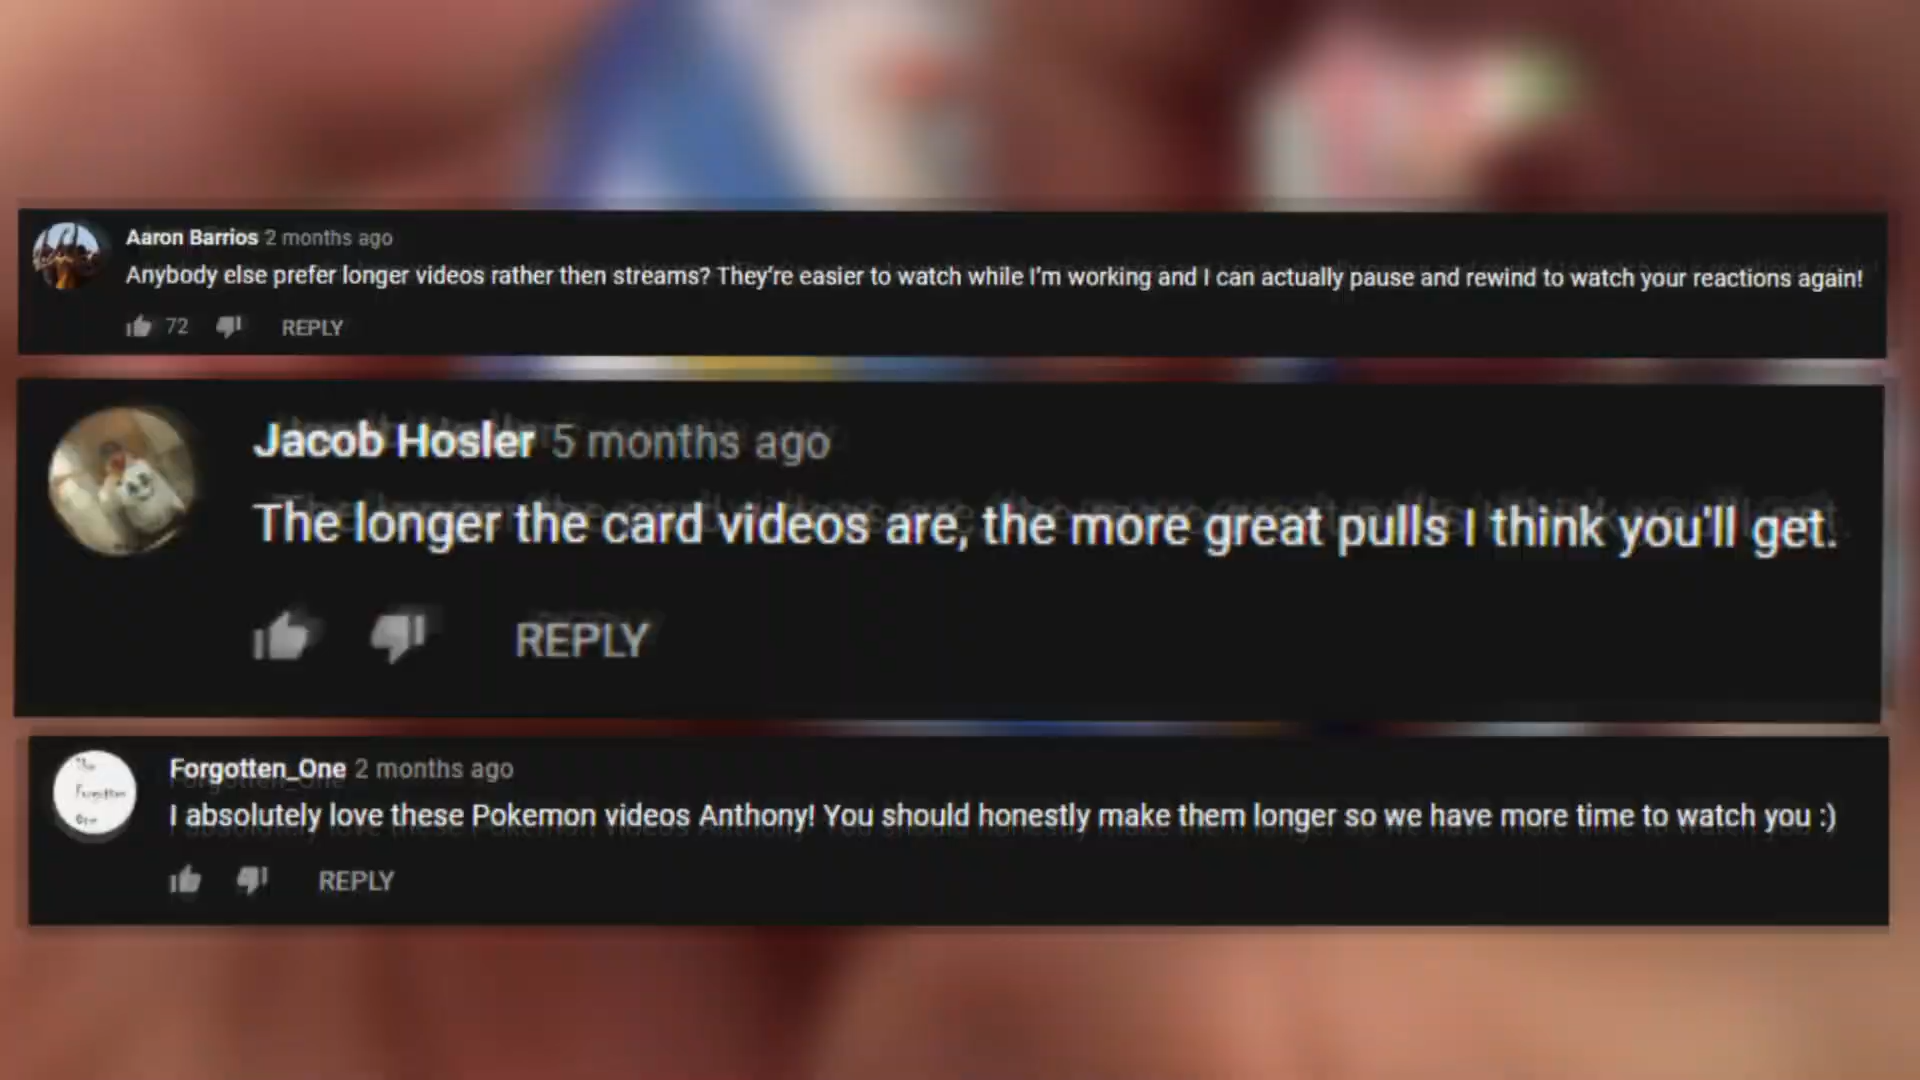 Aaron Barrios 2 months ago
Anybody else prefer longer videos rather then streams? They're easier to watch while I'm working and I can actually pause and rewind to watch your reactions again!
72 REPLY
Jacob Hosler 5 months ago
The longer the card videos are, the more great pulls I think you'll get.
REPLY
The
Forgotten
One
Forgotten_One 2 months ago
I absolutely love these Pokemon videos Anthony! You should honestly make them longer so we have more time to watch you :)
REPLY